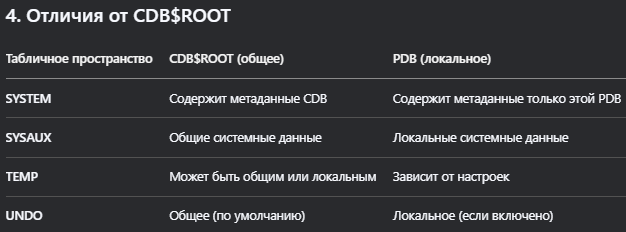 4. Отличия от CDB$ROOT
Табличное пространство CDB$ROOT (общее) PDB (локальное)
SYSTEM Содержит метаданные CDB Содержит метаданные только этой PDB
SYSAUX Общие системные данные Локальные системные данные
TEMP Может быть общим или локальным Зависит от настроек
UNDO Общее (по умолчанию) Локальное (если включено)